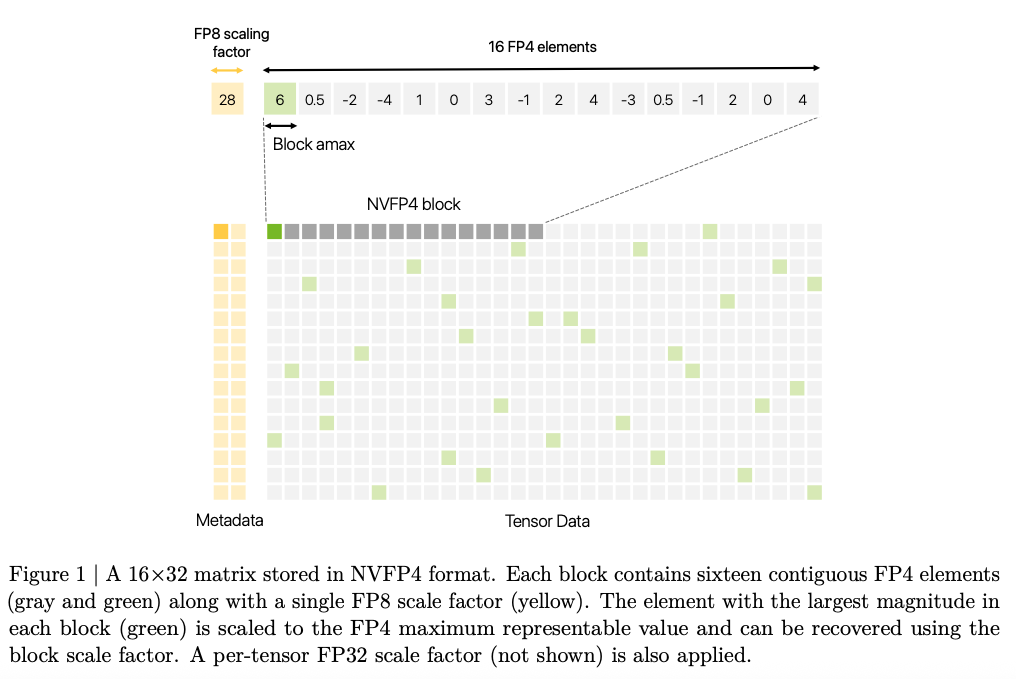 FP8 scaling
factor
16 FP4 elements
28 6 0.5 -2 -4 1 0 3 -1 2 4 -3 0.5 -1 2 0 4
Block amax
NVFP4 block
Metadata Tensor Data
Figure 1 | A 16×32 matrix stored in NVFP4 format. Each block contains sixteen contiguous FP4 elements
(gray and green) along with a single FP8 scale factor (yellow). The element with the largest magnitude in
each block (green) is scaled to the FP4 maximum representable value and can be recovered using the
block scale factor. A per-tensor FP32 scale factor (not shown) is also applied.